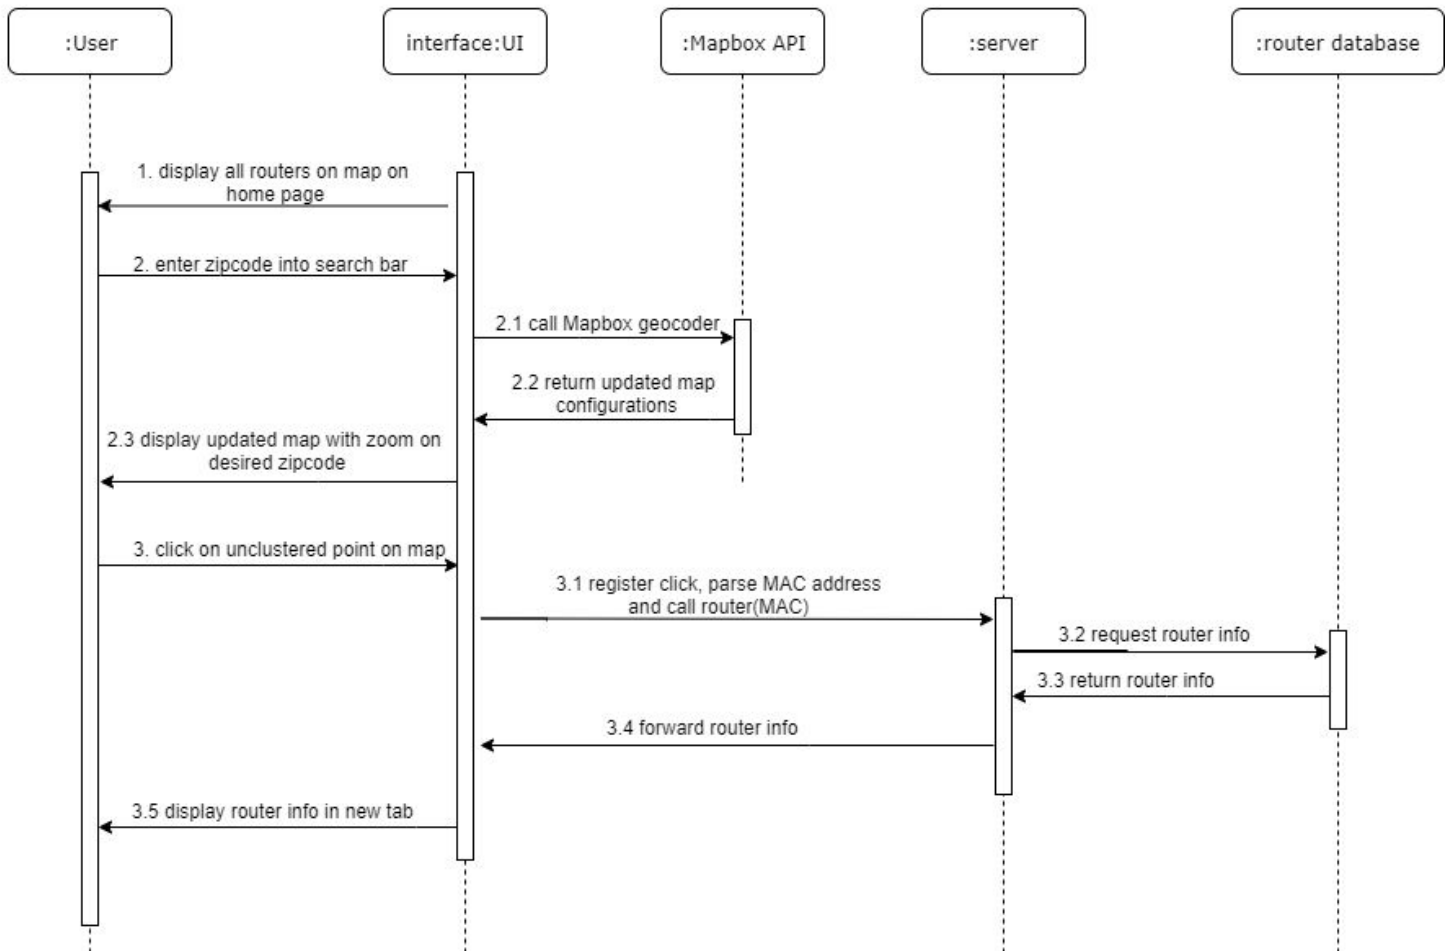 :User
interface:UI
:Mapbox API
:server
:router database
1. display all routers on map on
home page
2. enter zipcode into search bar
2.1 call Mapbox geocoder
2.2 return updated map
configurations
2.3 display updated map with zoom on
desired zipcode
3. click on unclustered point on map
3.1 register click, parse MAC address
and call router(MAC)
3.2 request router info
3.3 return router info
3.4 forward router info
3.5 display router info in new tab